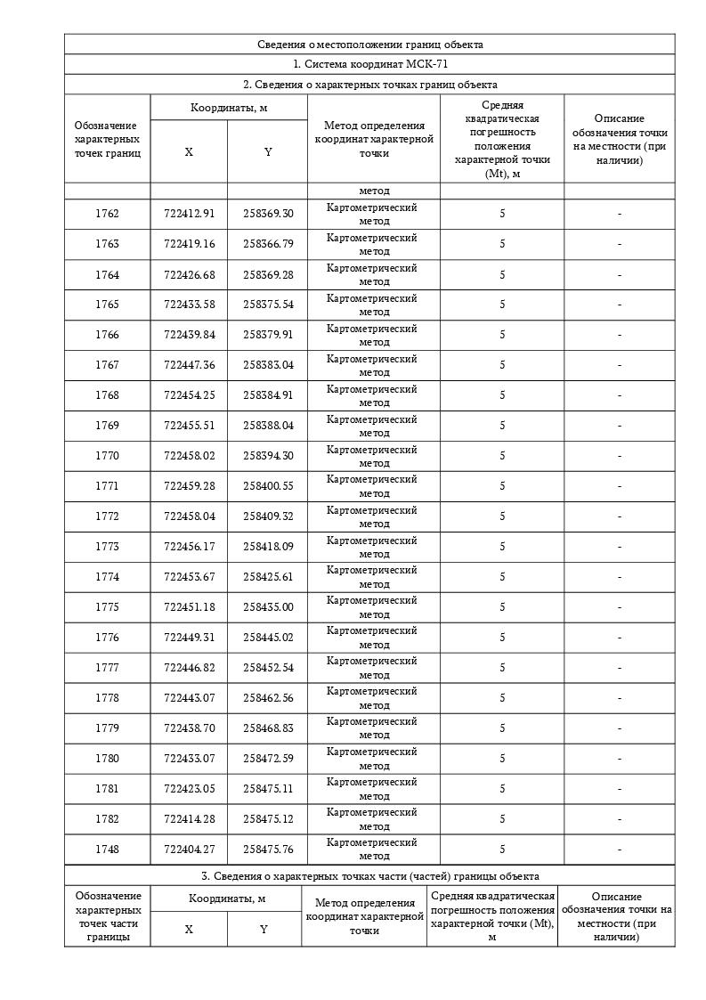 Сведения о местоположении границ объекта
1. Система координат МСК-71
2. Сведения о характерных точках границ объекта
Обозначение характерных точек границ
Координаты, м
X
Y
Метод определения координат характерной точки
Средняя квадратическая погрешность положения характерной точки (Mt), м
Описание обозначения точки на местности (при наличии)
метод
1762 722412.91 258369.30 Картометрический метод 5 -
1763 722419.16 258366.79 Картометрический метод 5 -
1764 722426.68 258369.28 Картометрический метод 5 -
1765 722433.58 258375.54 Картометрический метод 5 -
1766 722439.84 258379.91 Картометрический метод 5 -
1767 722447.36 258383.04 Картометрический метод 5 -
1768 722454.25 258384.91 Картометрический метод 5 -
1769 722455.51 258388.04 Картометрический метод 5 -
1770 722458.02 258394.30 Картометрический метод 5 -
1771 722459.28 258400.55 Картометрический метод 5 -
1772 722458.04 258409.32 Картометрический метод 5 -
1773 722456.17 258418.09 Картометрический метод 5 -
1774 722453.67 258425.61 Картометрический метод 5 -
1775 722451.18 258435.00 Картометрический метод 5 -
1776 722449.31 258445.02 Картометрический метод 5 -
1777 722446.82 258452.54 Картометрический метод 5 -
1778 722443.07 258462.56 Картометрический метод 5 -
1779 722438.70 258468.83 Картометрический метод 5 -
1780 722433.07 258472.59 Картометрический метод 5 -
1781 722423.05 258475.11 Картометрический метод 5 -
1782 722414.28 258475.12 Картометрический метод 5 -
1748 722404.27 258475.76 Картометрический метод 5 -
3. Сведения о характерных точках части (частей) границы объекта
Обозначение характерных точек части границы
Координаты, м
X
Y
Метод определения координат характерной точки
Средняя квадратическая погрешность положения характерной точки (Mt), м
Описание обозначения точки на местности (при наличии)